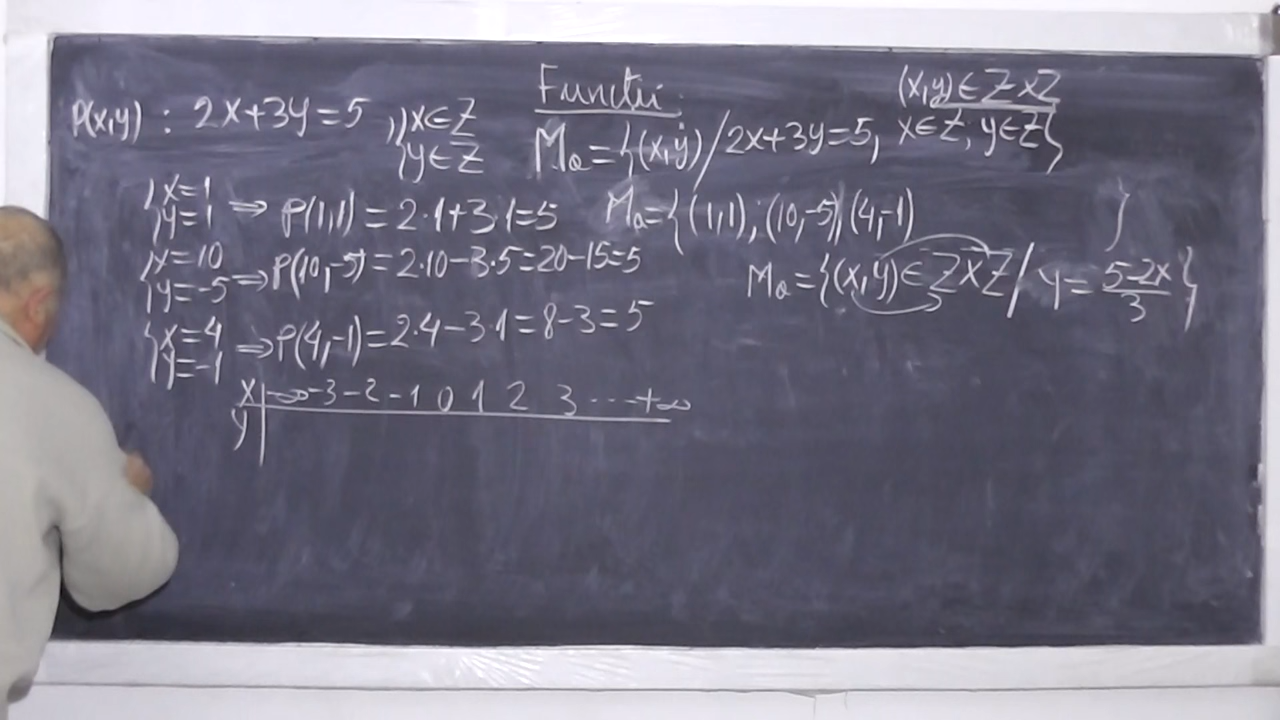 Funcții
P(x,y) : 2x+3y=5 , { x∈Z
{ y∈Z
(x,y)∈Z×Z
Ma={(x,y)/2x+3y=5, x∈Z, y∈Z}
{ x=1
{ y=1 ⇒ P(1,1)=2·1+3·1=5
Ma={(1,1);(10,-5);(4,-1) }
{ x=10
{ y=-5 ⇒ P(10,-5)=2·10-3·5=20-15=5
Ma={(x,y)∈Z×Z/ y=(5-2x)/3}
{ x=4
{ y=-1 ⇒ P(4,-1)=2·4-3·1=8-3=5
x | -∞ -3 -2 -1 0 1 2 3 ... +∞
y |